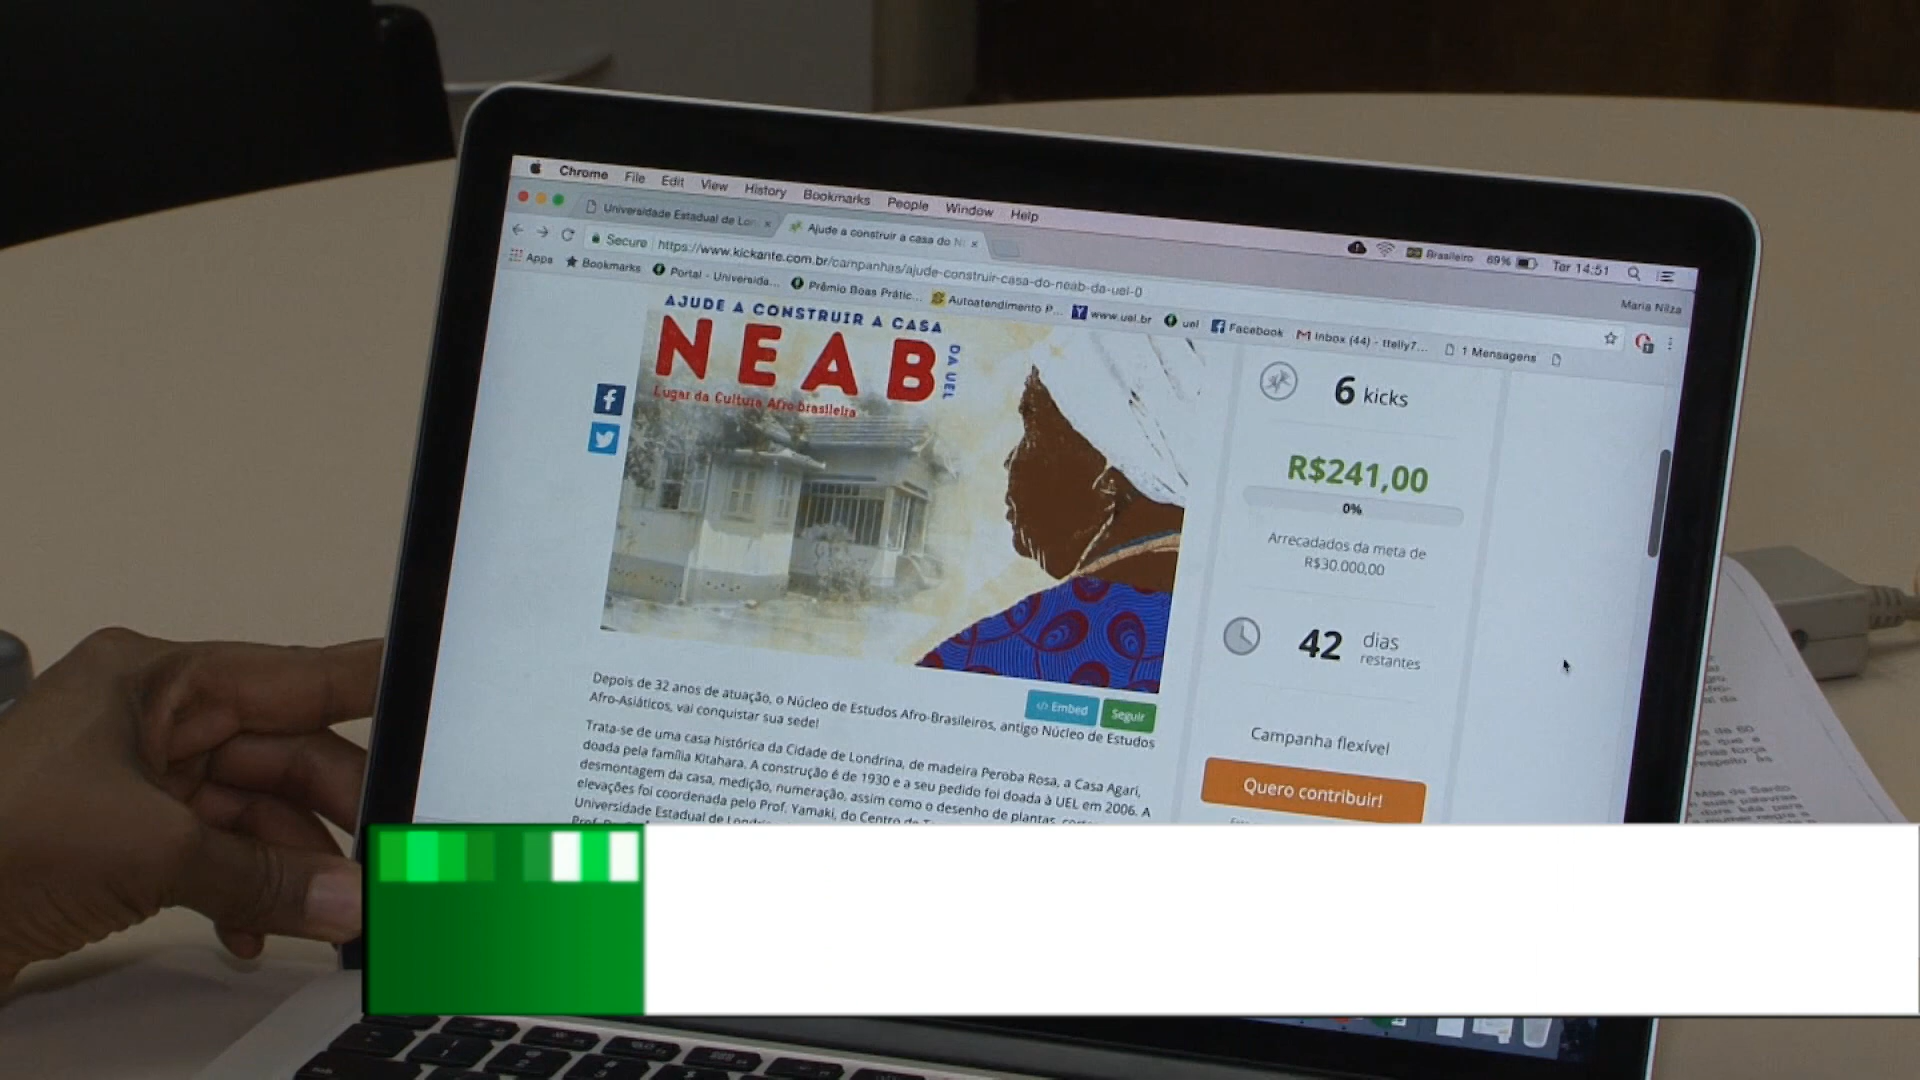 Chrome File Edit View History Bookmarks People Window Help
Brasileiro 69% Ter 14:51
Universidade Estadual de Lon
Ajude a construir a casa do N
Maria Nilza
Secure https://www.kickante.com.br/campanhas/ajude-construir-casa-do-neab-da-uel-0
Apps Bookmarks Portal - Universida... Prêmio Boas Prátic... Autoatendimento P... www.uel.br uel Facebook Inbox (44) - ttelly7... 1 Mensagens
AJUDE A CONSTRUIR A CASA
NEAB
DA UEL
Lugar da Cultura Afro-brasileira
6 kicks
R$241,00
0%
Arrecadados da meta de
R$30.000,00
42 dias
restantes
Campanha flexível
Quero contribuir!
</> Embed
Seguir
Depois de 32 anos de atuação, o Núcleo de Estudos Afro-Brasileiros, antigo Núcleo de Estudos
Afro-Asiáticos, vai conquistar sua sede!
Trata-se de uma casa histórica da Cidade de Londrina, de madeira Peroba Rosa, a Casa Agari,
doada pela família Kitahara. A construção é de 1930 e a seu pedido foi doada à UEL em 2006. A
desmontagem da casa, medição, numeração, assim como o desenho de plantas,
elevações foi coordenada pelo Prof. Yamaki, do Centro de
Universidade Estadual de